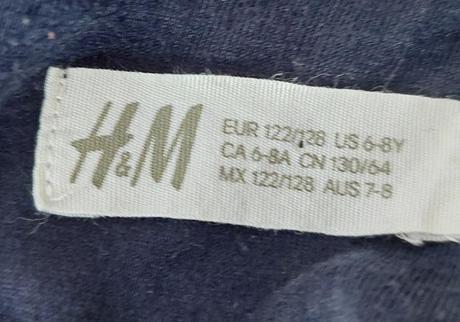 H&M
EUR 122/128 US 6-8Y
CA 6-8A CN 130/64
MX 122/128 AUS 7-8